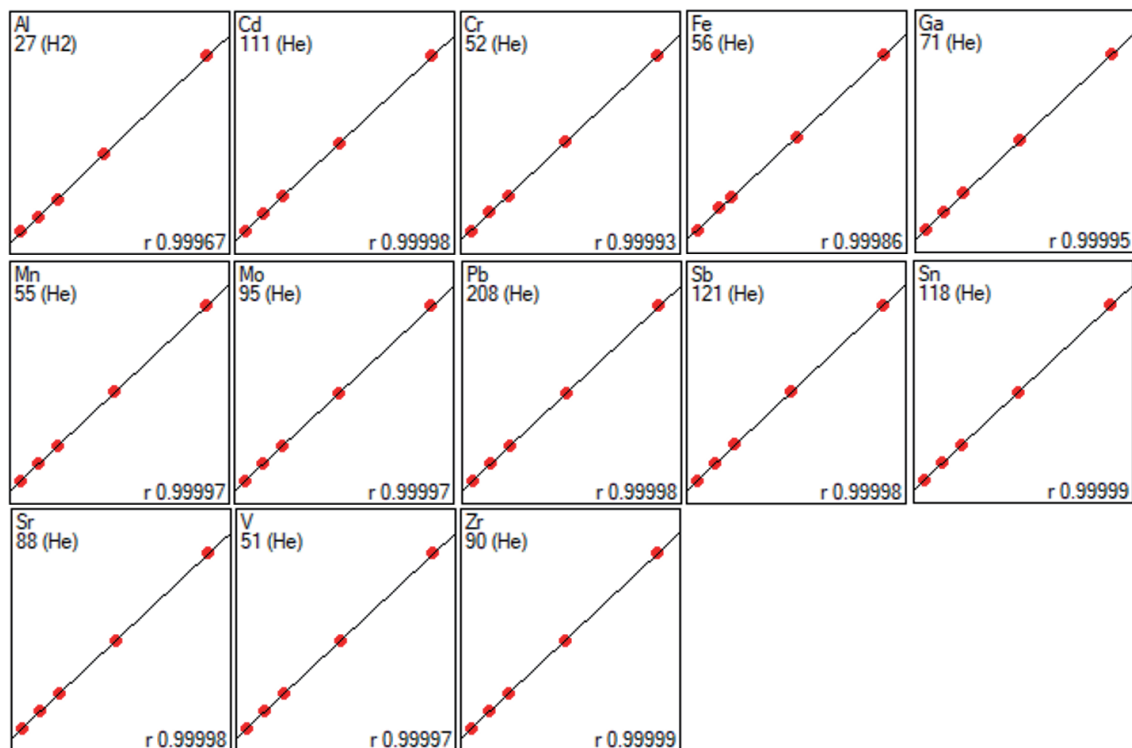 Al
27 (H2)
r 0.99967
Cd
111 (He)
r 0.99998
Cr
52 (He)
r 0.99993
Fe
56 (He)
r 0.99986
Ga
71 (He)
r 0.99995
Mn
55 (He)
r 0.99997
Mo
95 (He)
r 0.99997
Pb
208 (He)
r 0.99998
Sb
121 (He)
r 0.99998
Sn
118 (He)
r 0.99999
Sr
88 (He)
r 0.99998
V
51 (He)
r 0.99997
Zr
90 (He)
r 0.99999